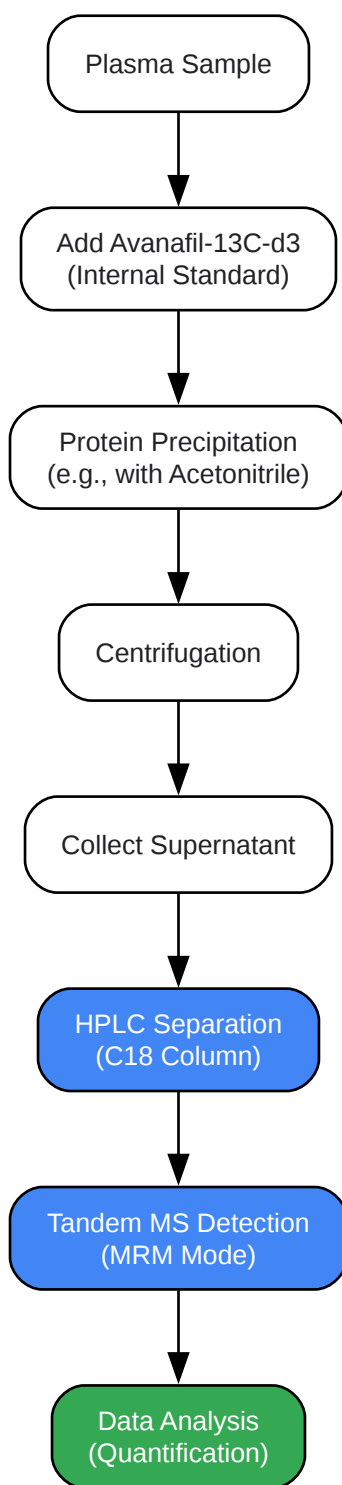 Plasma Sample
Add Avanafil-13C-d3
(Internal Standard)
Protein Precipitation
(e.g., with Acetonitrile)
Centrifugation
Collect Supernatant
HPLC Separation
(C18 Column)
Tandem MS Detection
(MRM Mode)
Data Analysis
(Quantification)